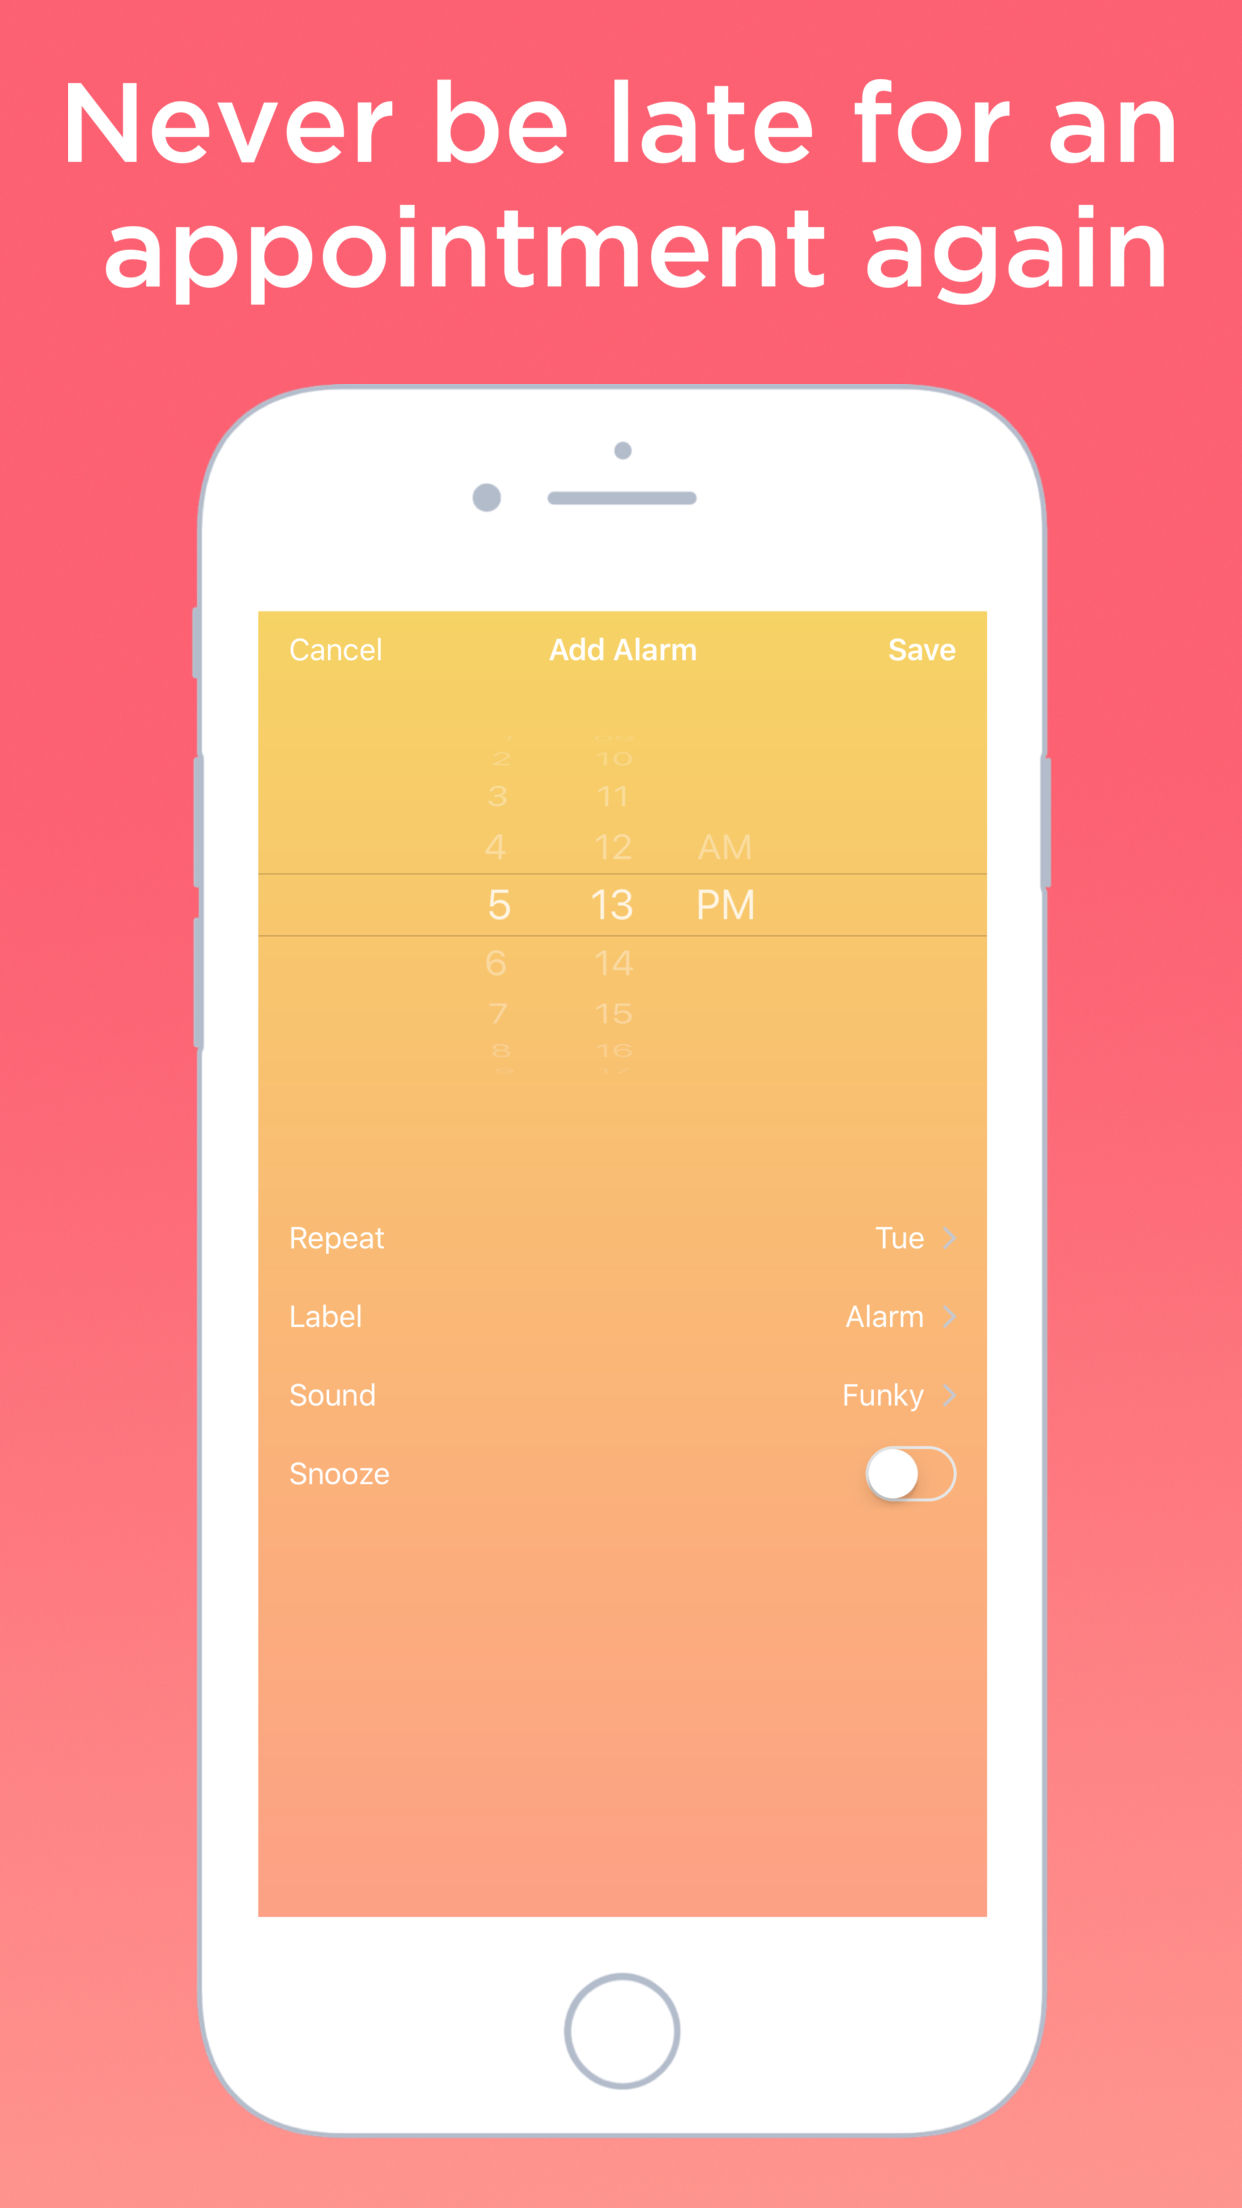 Never be late for an
appointment again
Cancel Add Alarm Save
2 10
3 11
4 12 AM
5 13 PM
6 14
7 15
8 16
Repeat Tue
Label Alarm
Sound Funky
Snooze